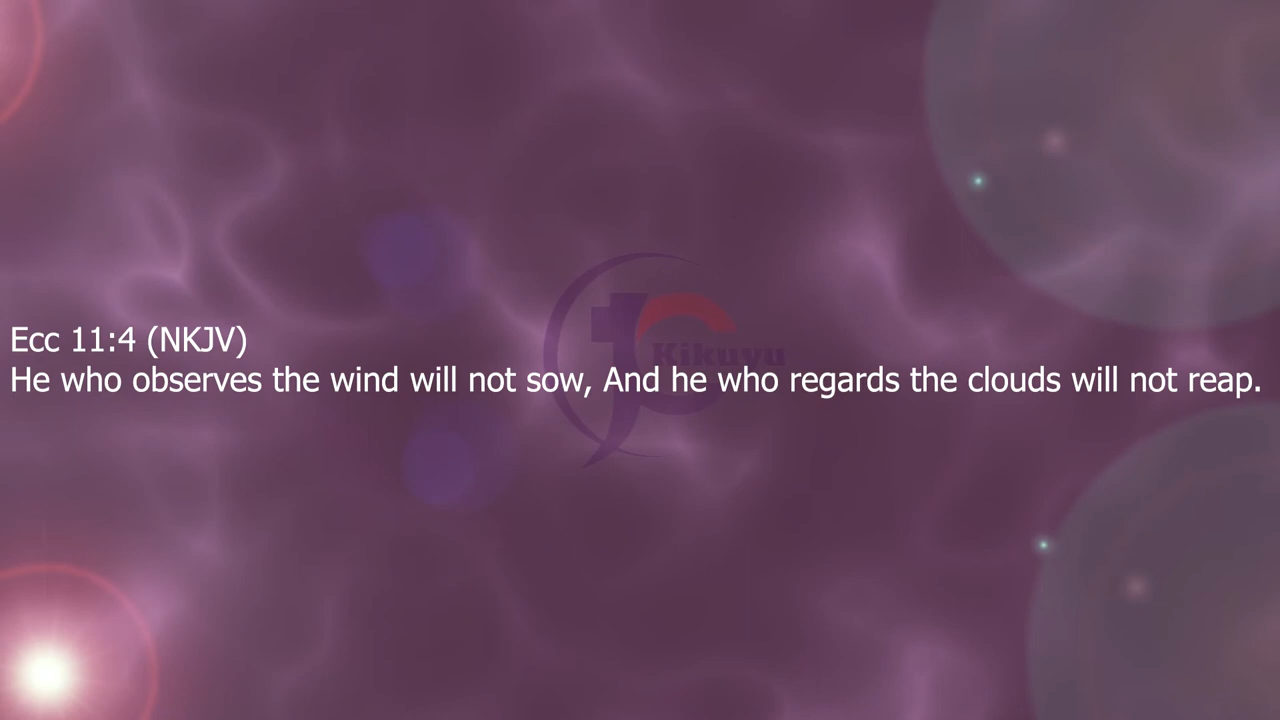 Ecc 11:4 (NKJV)
He who observes the wind will not sow, And he who regards the clouds will not reap.
Kikuyu